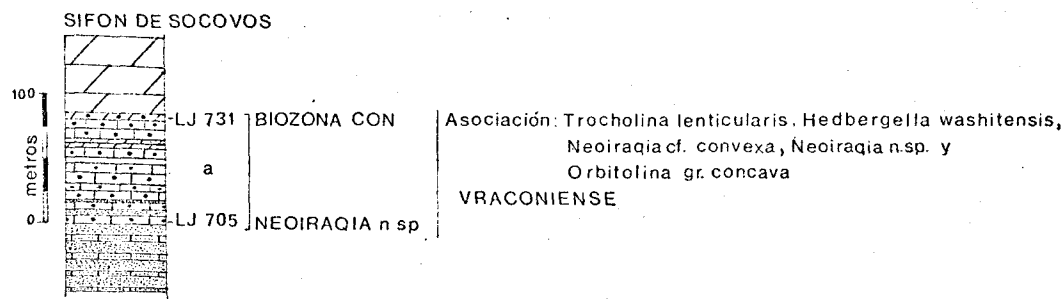 SIFON DE SOCOVOS
100
metros
0
LJ 731
BIOZONA CON
a
LJ 705
NEOIRAQIA n sp
Asociación: Trocholina lenticularis, Hedbergella washitensis,
Neoiraqia cf. convexa, Neoiraqia n.sp. y
Orbitolina gr. concava
VRACONIENSE